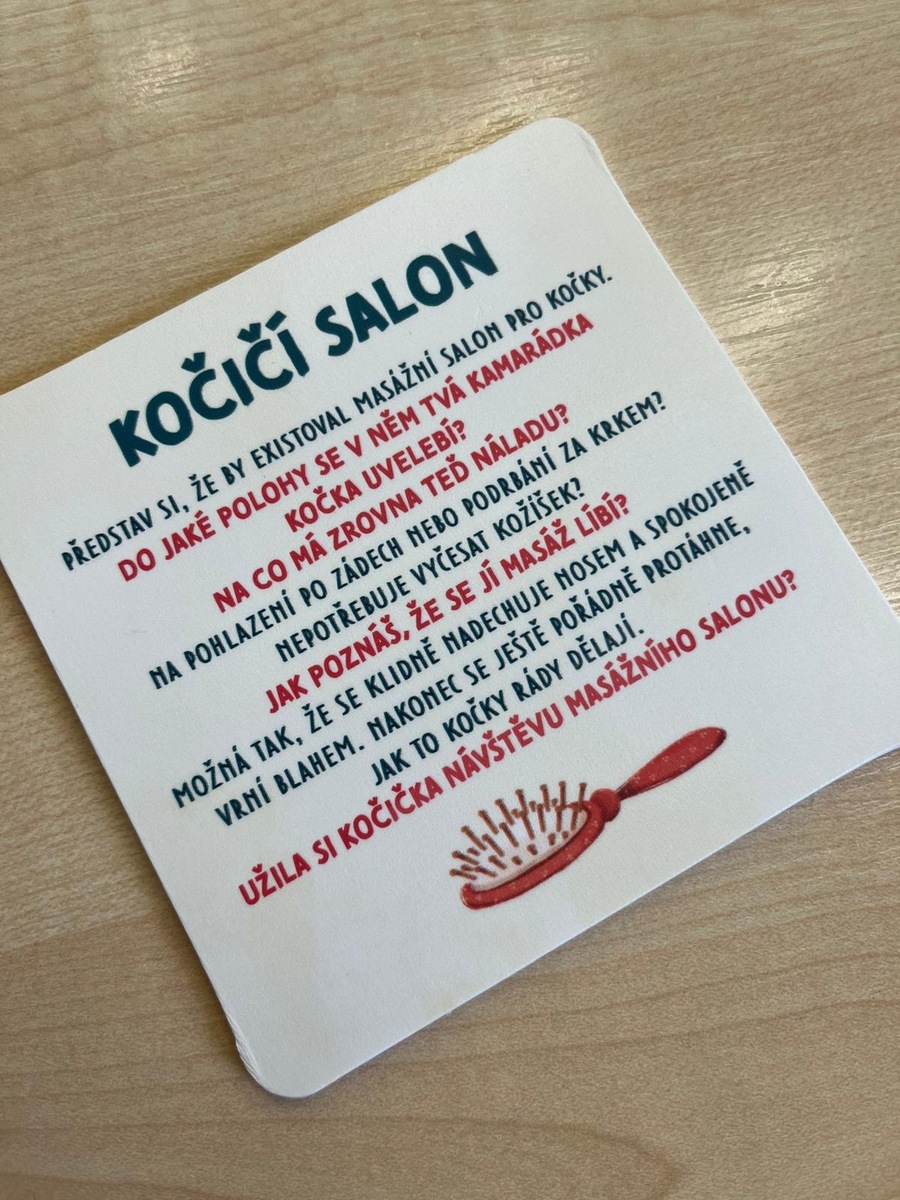 KOČIČÍ SALON
PŘEDSTAV SI, ŽE BY EXISTOVAL MASÁŽNÍ SALON PRO KOČKY.
DO JAKÉ POLOHY SE V NĚM TVÁ KAMARÁDKA
KOČKA UVELEBÍ?
NA CO MÁ ZROVNA TEĎ NÁLADU?
NA POHLAZENÍ PO ZÁDECH NEBO PODRBÁNÍ ZA KRKEM?
NEPOTŘEBUJE VYČESAT KOŽÍŠEK?
JAK POZNÁŠ, ŽE SE JÍ MASÁŽ LÍBÍ?
MOŽNÁ TAK, ŽE SE KLIDNĚ NADECHUJE NOSEM A SPOKOJENĚ
VRNÍ BLAHEM. NAKONEC SE JEŠTĚ POŘÁDNĚ PROTÁHNE,
JAK TO KOČKY RÁDY DĚLAJÍ.
UŽILA SI KOČIČKA NÁVŠTĚVU MASÁŽNÍHO SALONU?